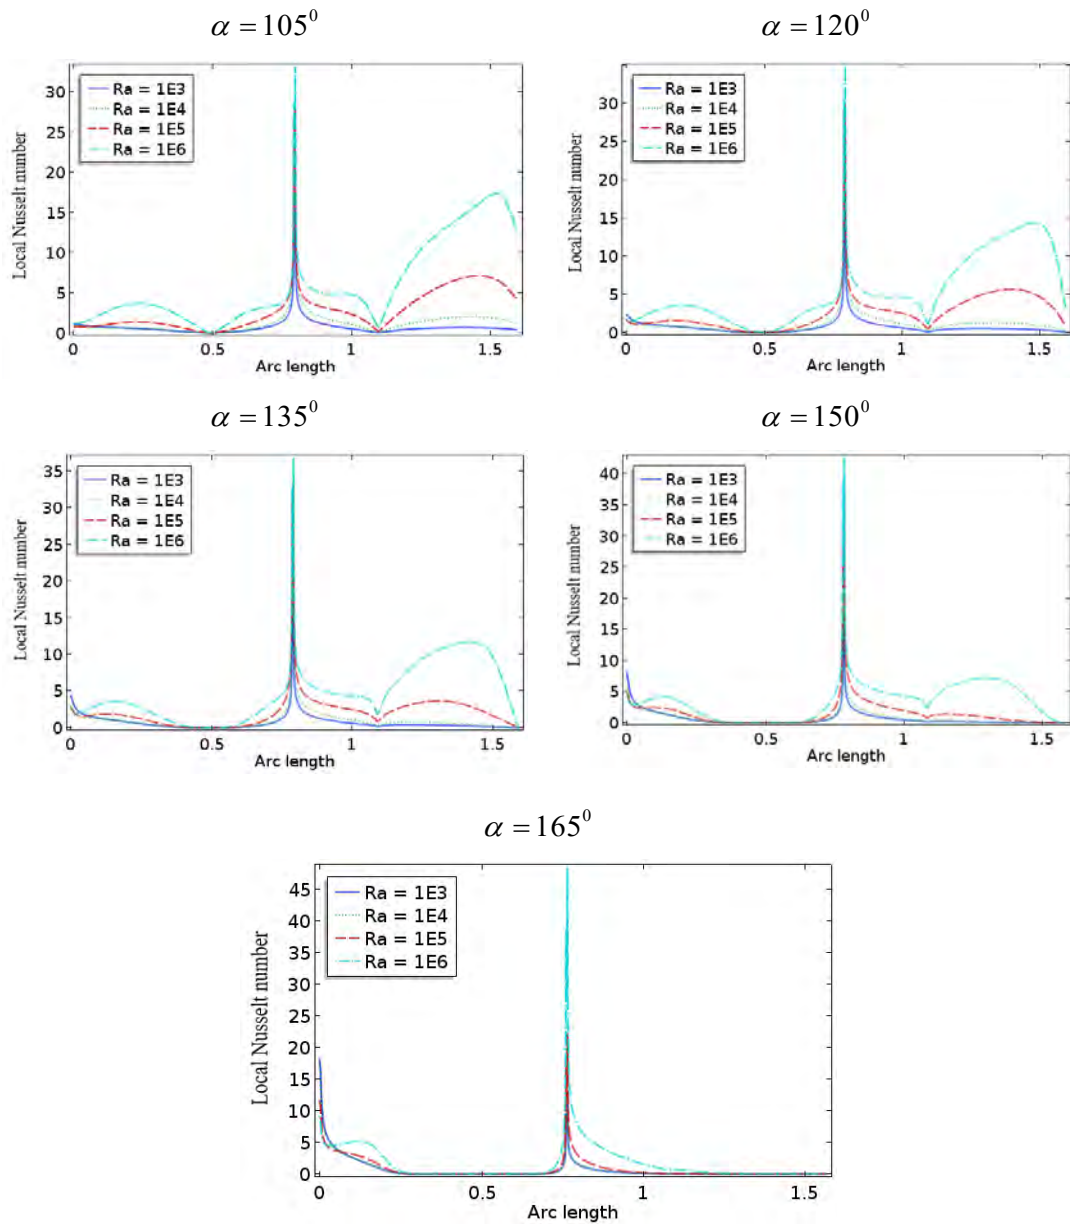 α = 105⁰
α = 120⁰
Local Nusselt number
30
25
20
15
10
5
0
Ra = 1E3
Ra = 1E4
Ra = 1E5
Ra = 1E6
0
0.5
1
1.5
Arc length
Local Nusselt number
30
25
20
15
10
5
0
Ra = 1E3
Ra = 1E4
Ra = 1E5
Ra = 1E6
0
0.5
1
1.5
Arc length
α = 135⁰
α = 150⁰
Local Nusselt number
35
30
25
20
15
10
5
0
Ra = 1E3
Ra = 1E4
Ra = 1E5
Ra = 1E6
0
0.5
1
1.5
Arc length
Local Nusselt number
40
35
30
25
20
15
10
5
0
Ra = 1E3
Ra = 1E4
Ra = 1E5
Ra = 1E6
0
0.5
1
1.5
Arc length
α = 165⁰
Local Nusselt number
45
40
35
30
25
20
15
10
5
0
Ra = 1E3
Ra = 1E4
Ra = 1E5
Ra = 1E6
0
0.5
1
1.5
Arc length